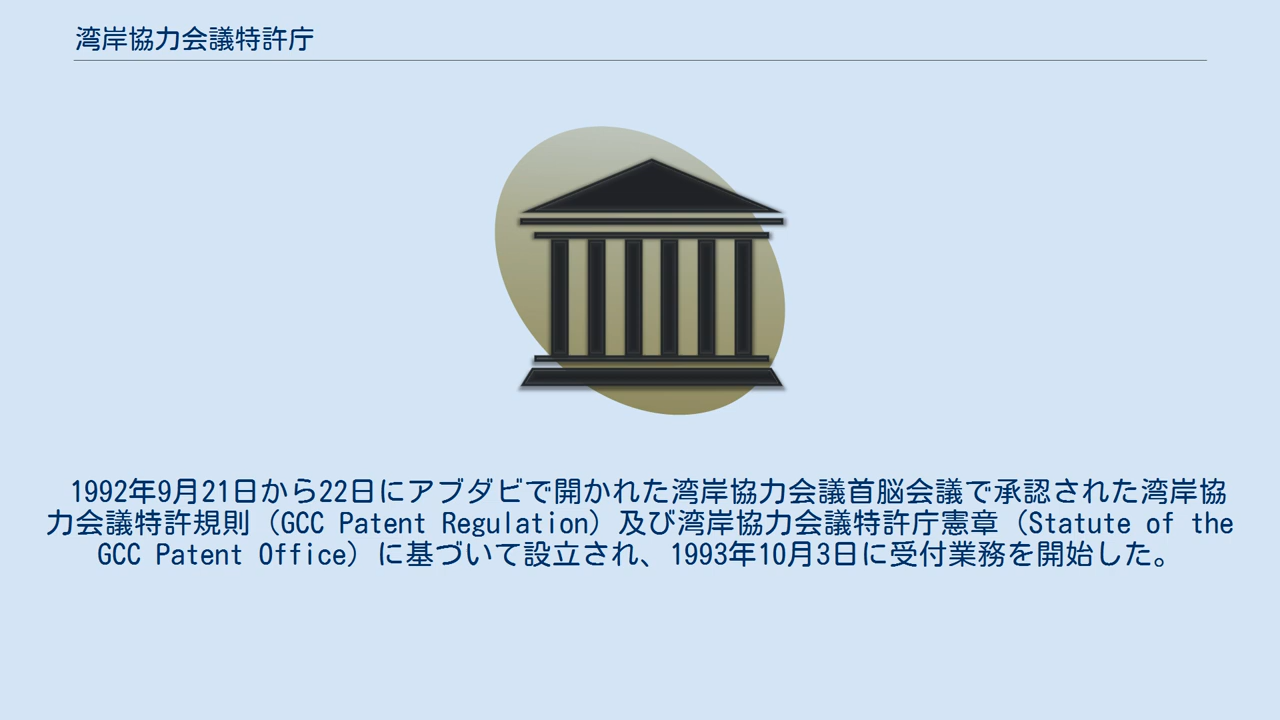 湾岸協力会議特許庁
1992年9月21日から22日にアブダビで開かれた湾岸協力会議首脳会議で承認された湾岸協
力会議特許規則（GCC Patent Regulation）及び湾岸協力会議特許庁憲章（Statute of the
GCC Patent Office）に基づいて設立され、1993年10月3日に受付業務を開始した。